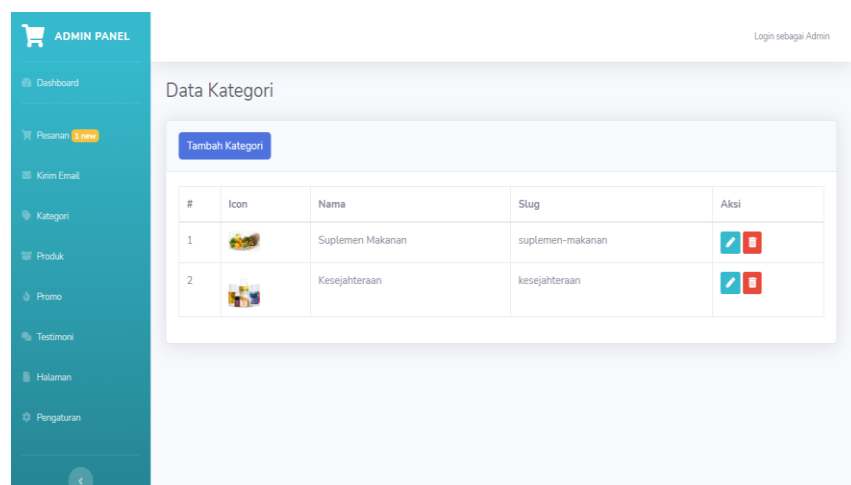 ADMIN PANEL
Login sebagai Admin
Dashboard
Pesanan 1 new
Kirim Email
Kategori
Produk
Promo
Testimoni
Halaman
Pengaturan
Data Kategori
Tambah Kategori
# Icon Nama Slug Aksi
1 Suplemen Makanan suplemen-makanan
2 Kesejahteraan kesejahteraan